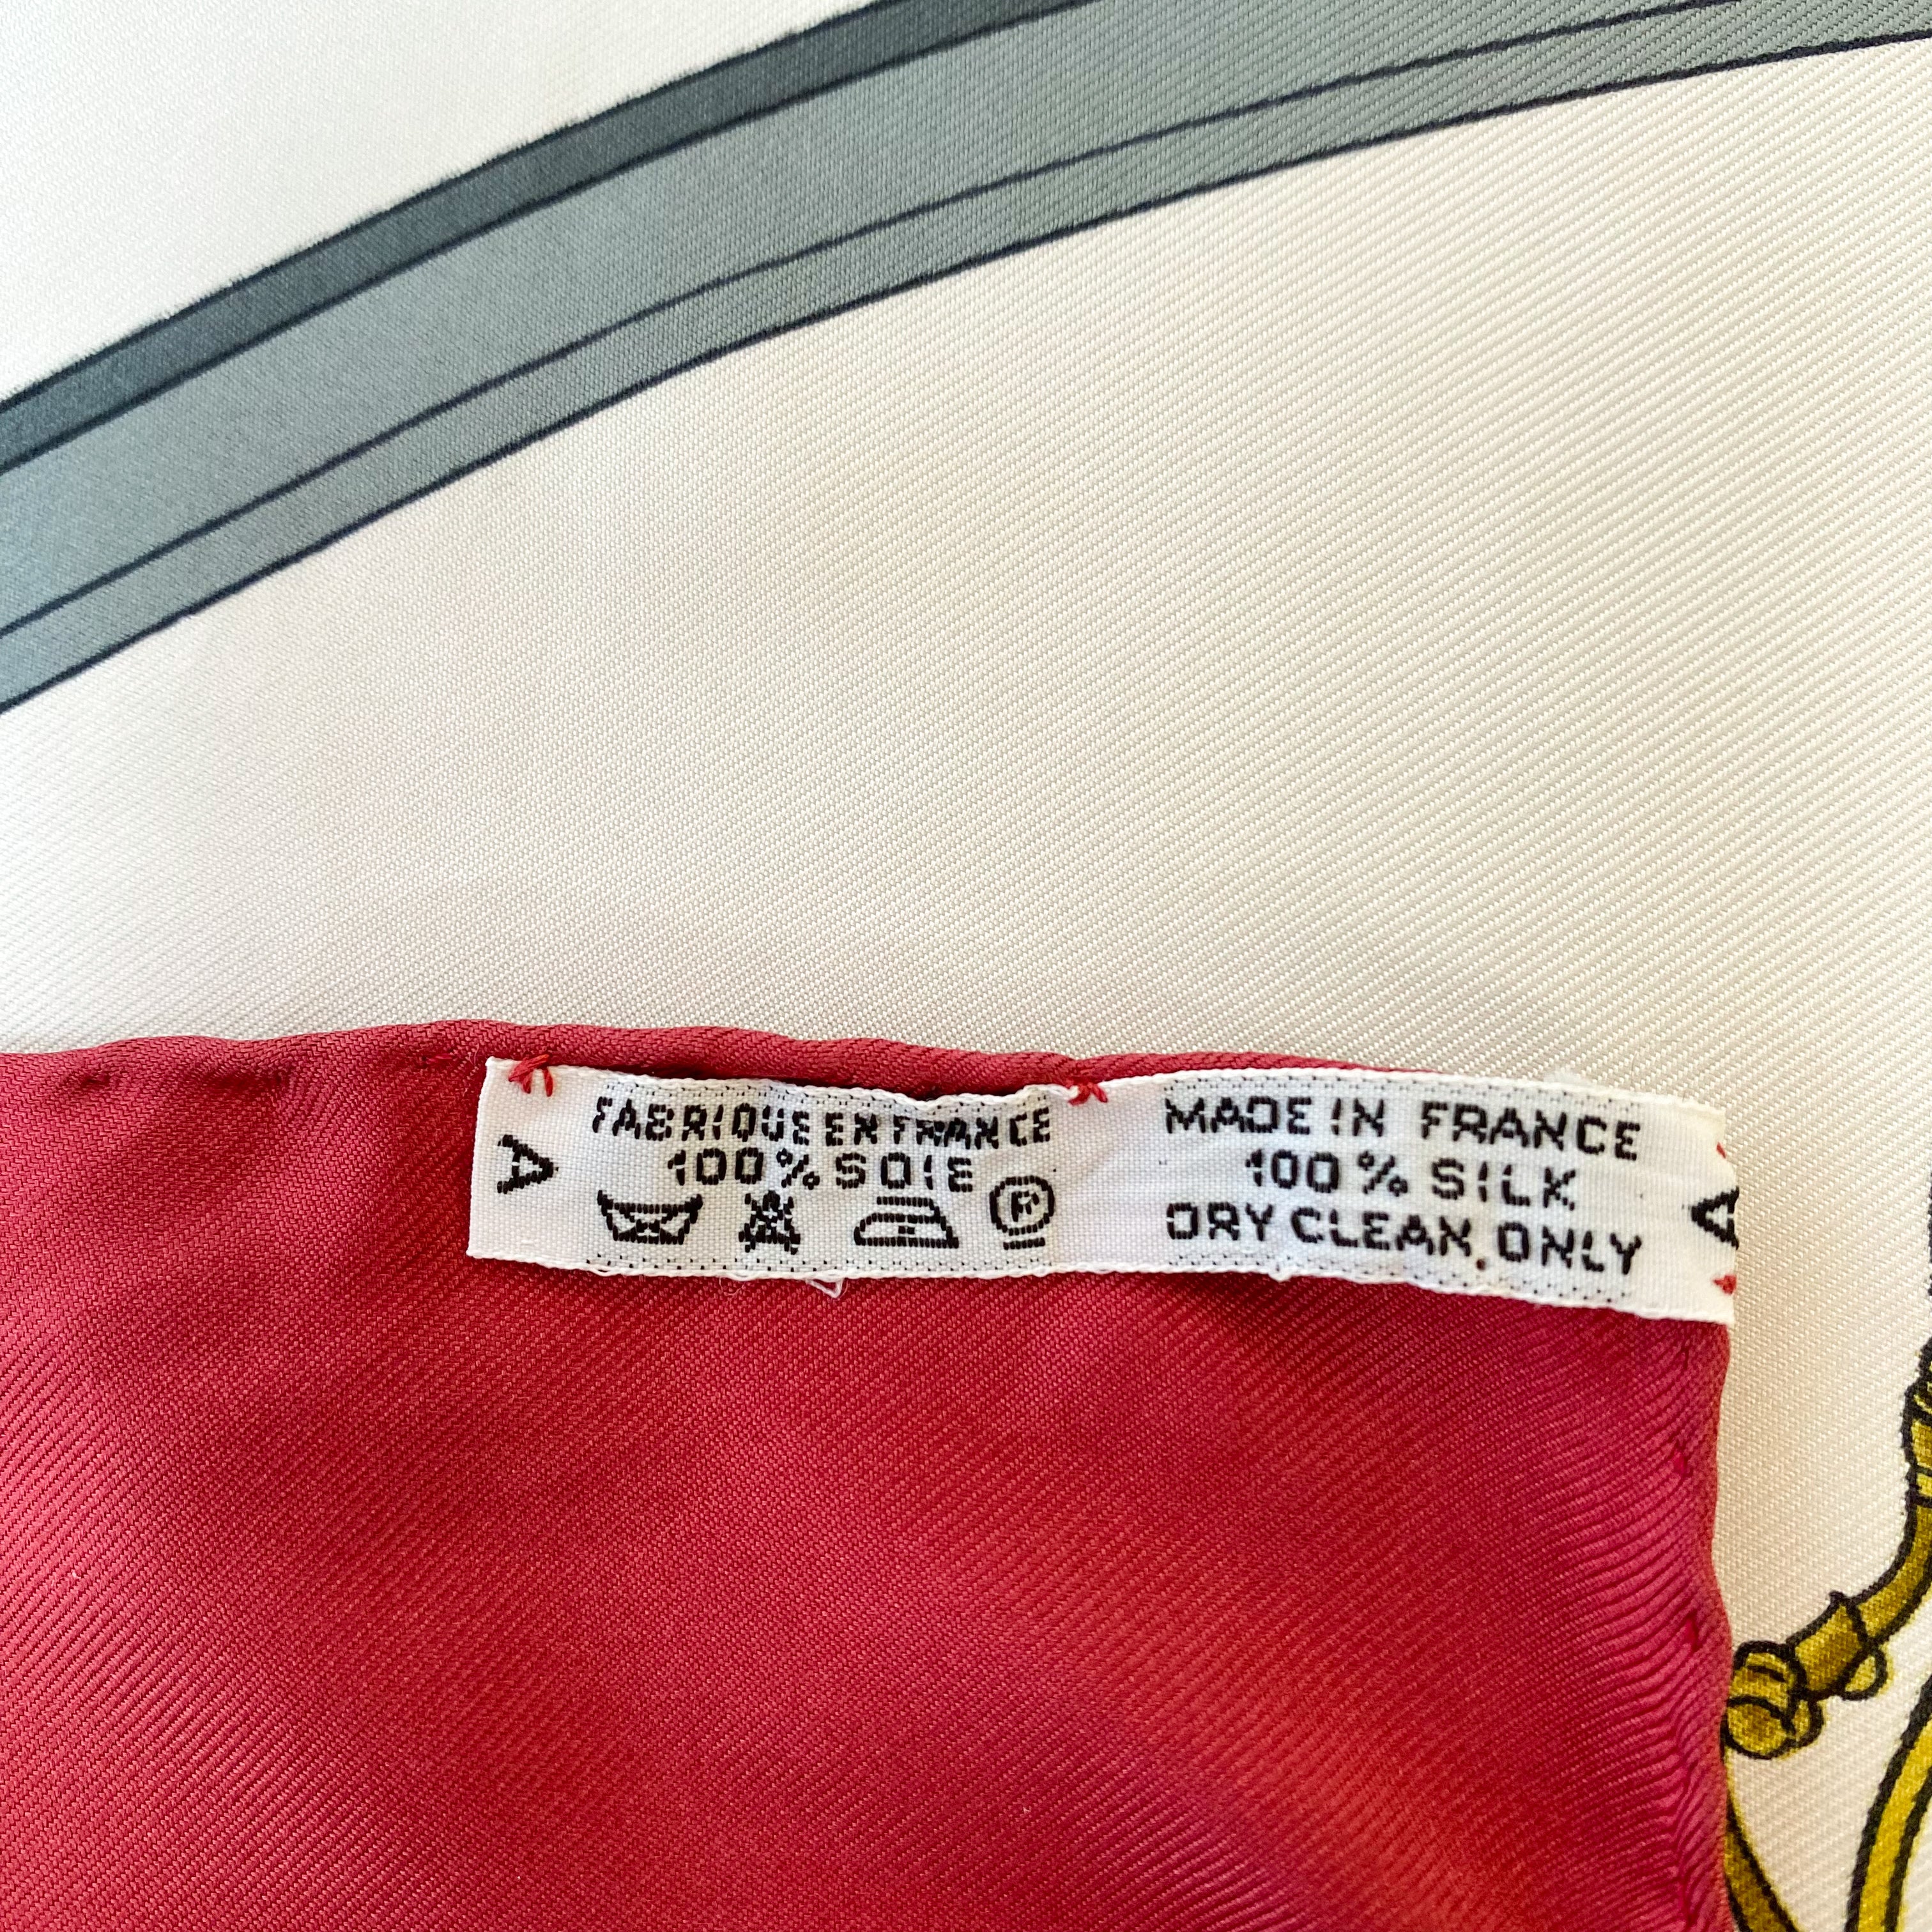 A
FABRIQUE EN FRANCE
100% SOIE
P
MADE IN FRANCE
100% SILK
DRY CLEAN ONLY
A